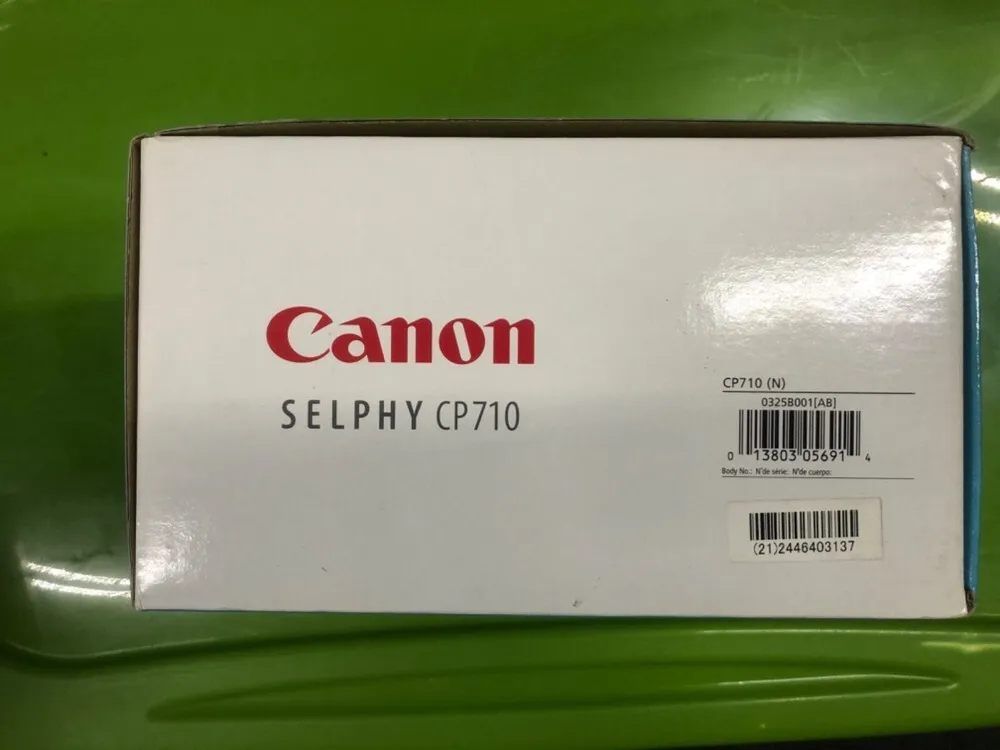 Canon
SELPHY CP710
CP710 (N)
0325B001[AB]
0 13803 05691 4
Body No.: N'de série: N'de cuerpo:
(21)2446403137